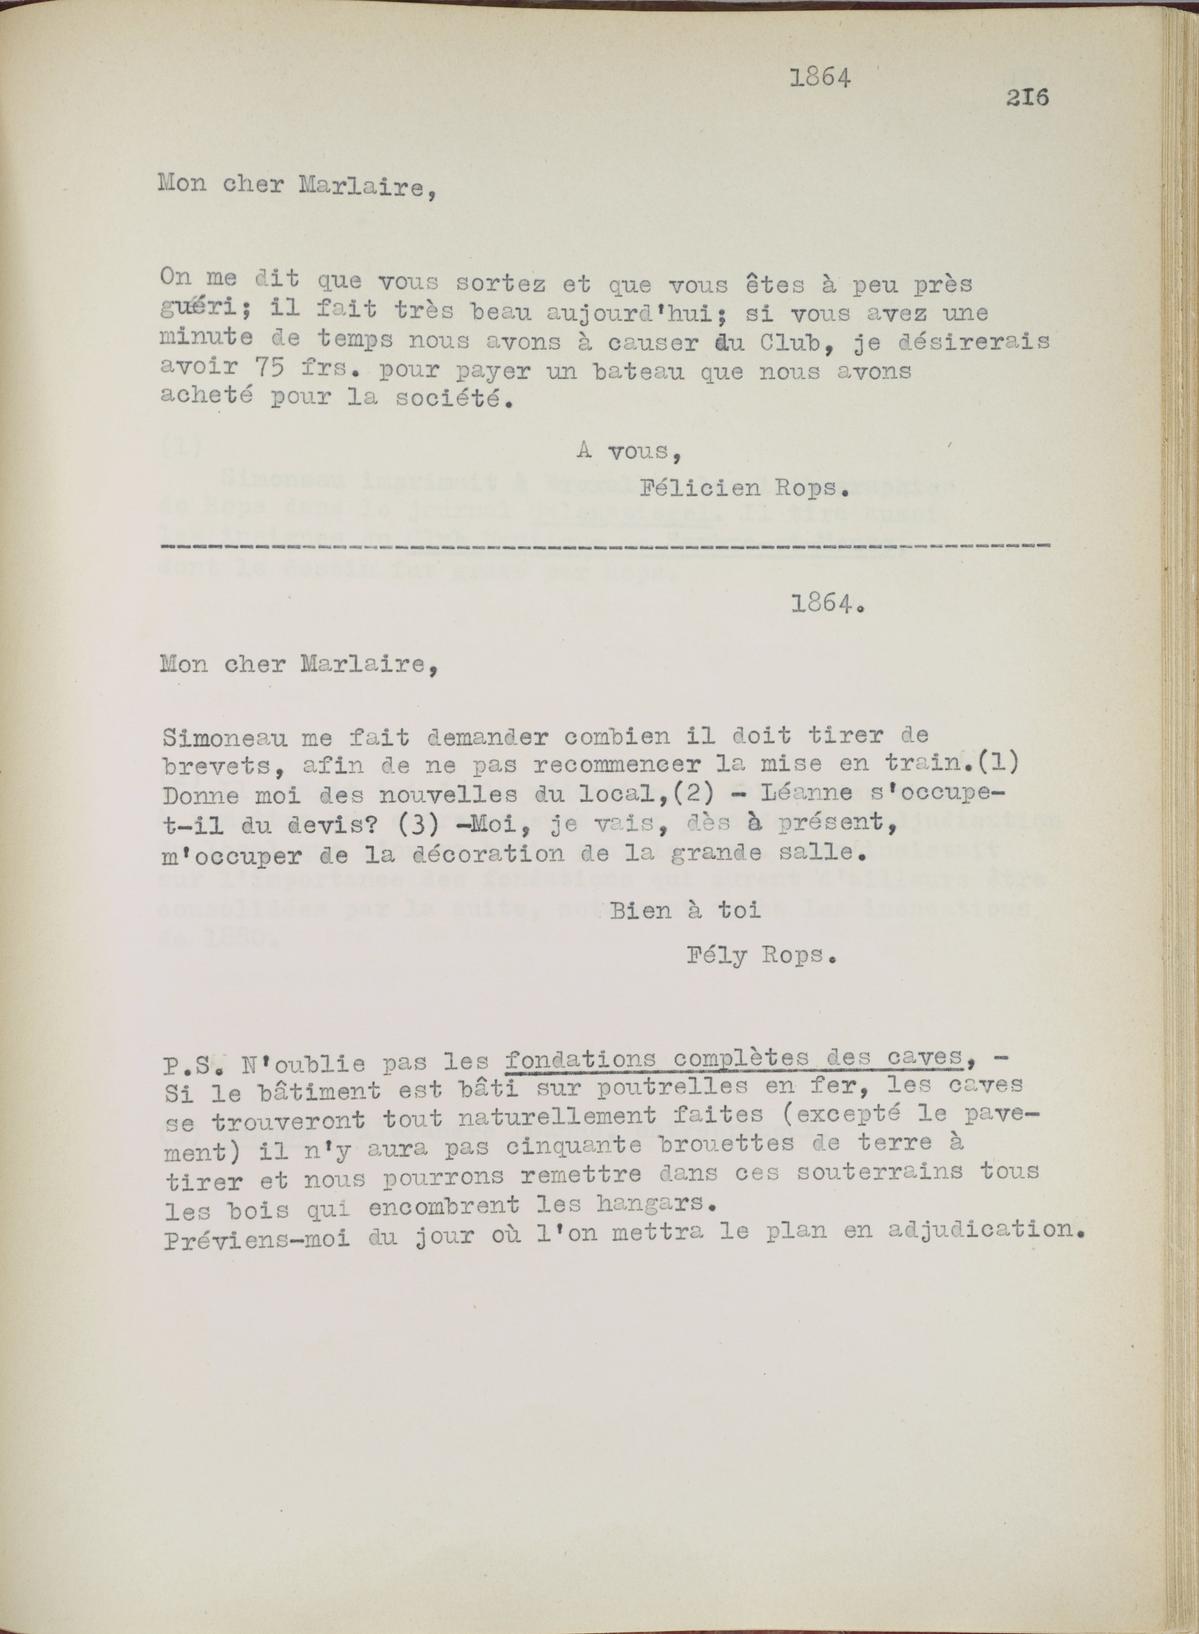 1864
216
Mon cher Marlaire,
On me dit que vous sortez et que vous êtes à peu près
guéri; il fait très beau aujourd'hui; si vous avez une
minute de temps nous avons à causer du Club, je désirerais
avoir 75 frs. pour payer un bateau que nous avons
acheté pour la société.
A vous,
Félicien Rops.
1864.
Mon cher Marlaire,
Simoneau me fait demander combien il doit tirer de
brevets, afin de ne pas recommencer la mise en train.(1)
Donne moi des nouvelles du local,(2) - Léanne s'occupe-
t-il du devis? (3) -Moi, je vais, dès à présent,
m'occuper de la décoration de la grande salle.
Bien à toi
Fély Rops.
P.S. N'oublie pas les fondations complètes des caves, -
Si le bâtiment est bâti sur poutrelles en fer, les caves
se trouveront tout naturellement faites (excepté le pave-
ment) il n'y aura pas cinquante brouettes de terre à
tirer et nous pourrons remettre dans ces souterrains tous
les bois qui encombrent les hangars.
Préviens-moi du jour où l'on mettra le plan en adjudication.